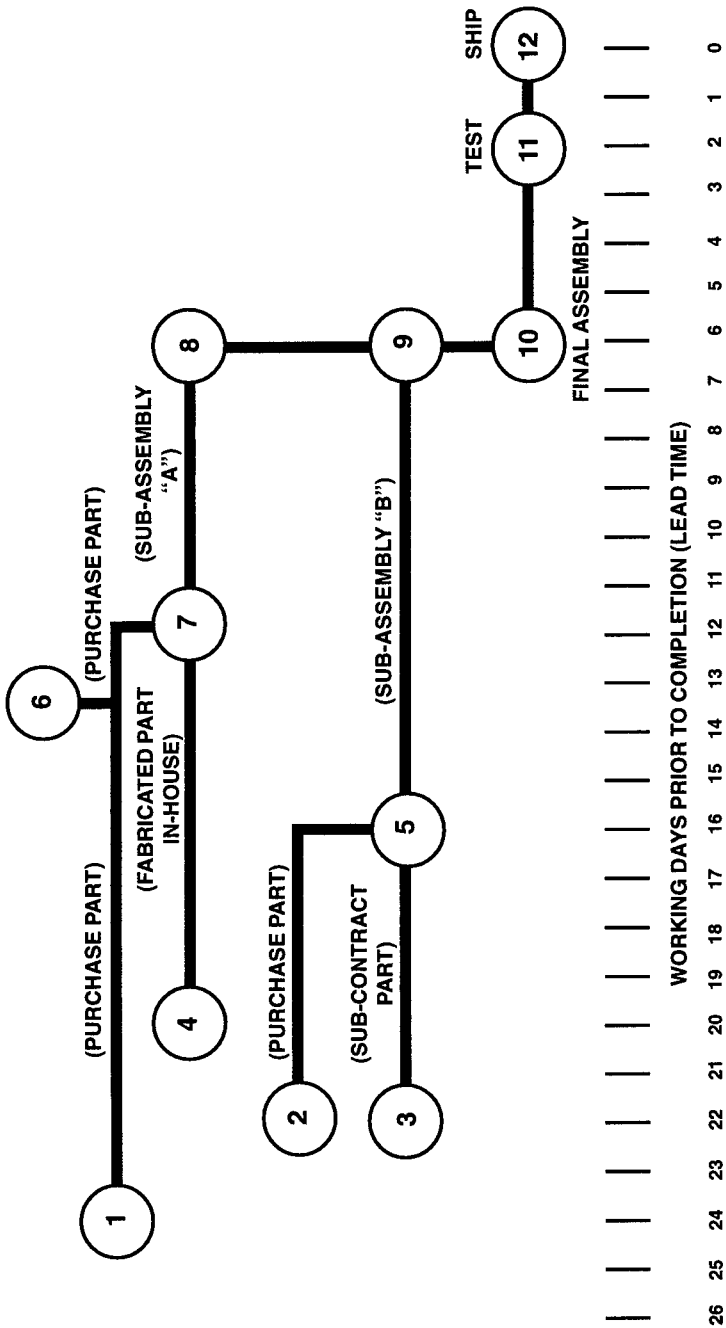 SHIP
12
TEST
11
6
(PURCHASE PART)
(PURCHASE PART)
1
(SUB-ASSEMBLY
“A”)
8
(FABRICATED PART
IN-HOUSE)
7
4
(PURCHASE PART)
2
(SUB-CONTRACT
PART)
(SUB-ASSEMBLY “B”)
9
5
3
10
FINAL ASSEMBLY
WORKING DAYS PRIOR TO COMPLETION (LEAD TIME)
26 25 24 23 22 21 20 19 18 17 16 15 14 13 12 11 10 9 8 7 6 5 4 3 2 1 0